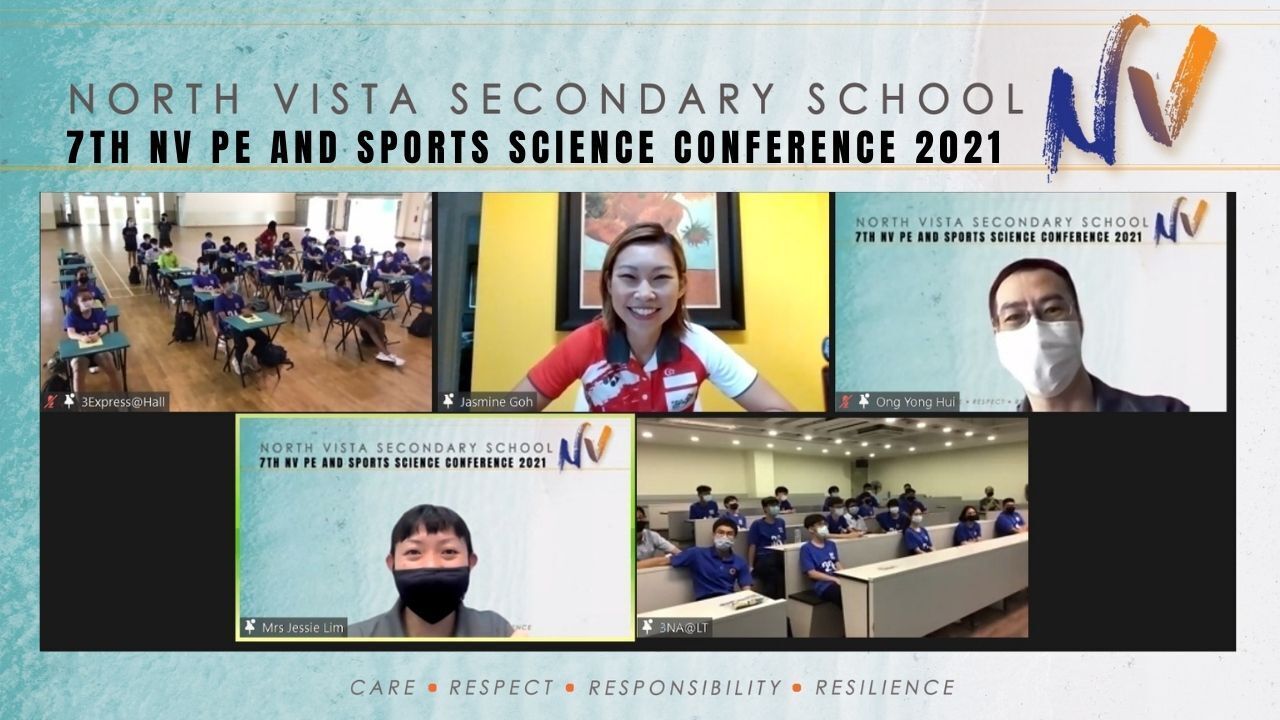 NORTH VISTA SECONDARY SCHOOL
7TH NV PE AND SPORTS SCIENCE CONFERENCE 2021
NV
3Express@Hall
Jasmine Goh
NORTH VISTA SECONDARY SCHOOL
7TH NV PE AND SPORTS SCIENCE CONFERENCE 2021
NV
RESPECT
Ong Yong Hui
NORTH VISTA SECONDARY SCHOOL
7TH NV PE AND SPORTS SCIENCE CONFERENCE 2021
NV
Mrs Jessie Lim
3NA@LT
CARE • RESPECT • RESPONSIBILITY • RESILIENCE